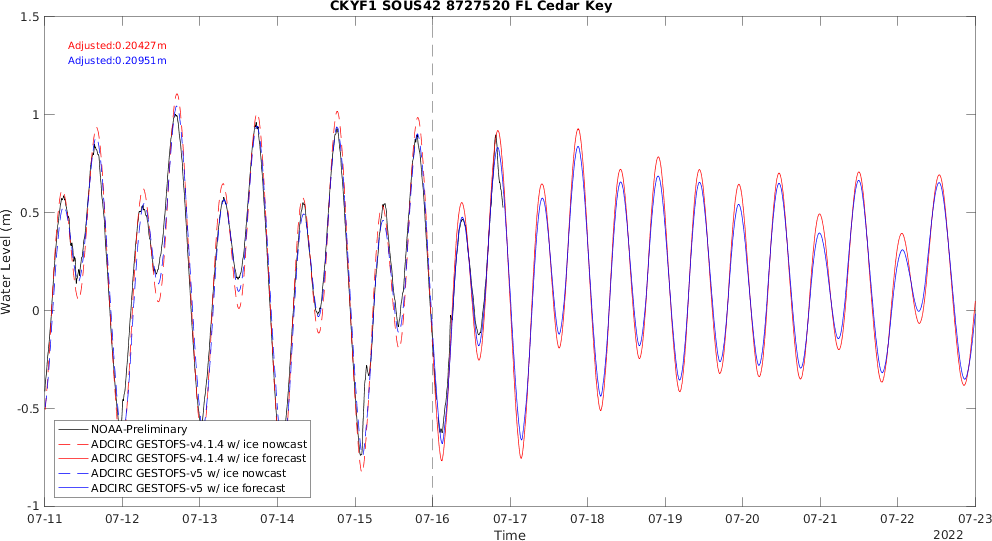 CKYF1 SOUS42 8727520 FL Cedar Key
1.5
Adjusted:0.20427m
Adjusted:0.20951m
1
0.5
Water Level (m)
0
-0.5
NOAA-Preliminary
ADCIRC GESTOFS-v4.1.4 w/ ice nowcast
ADCIRC GESTOFS-v4.1.4 w/ ice forecast
ADCIRC GESTOFS-v5 w/ ice nowcast
ADCIRC GESTOFS-v5 w/ ice forecast
-1
07-11 07-12 07-13 07-14 07-15 07-16 07-17 07-18 07-19 07-20 07-21 07-22 07-23
Time
2022